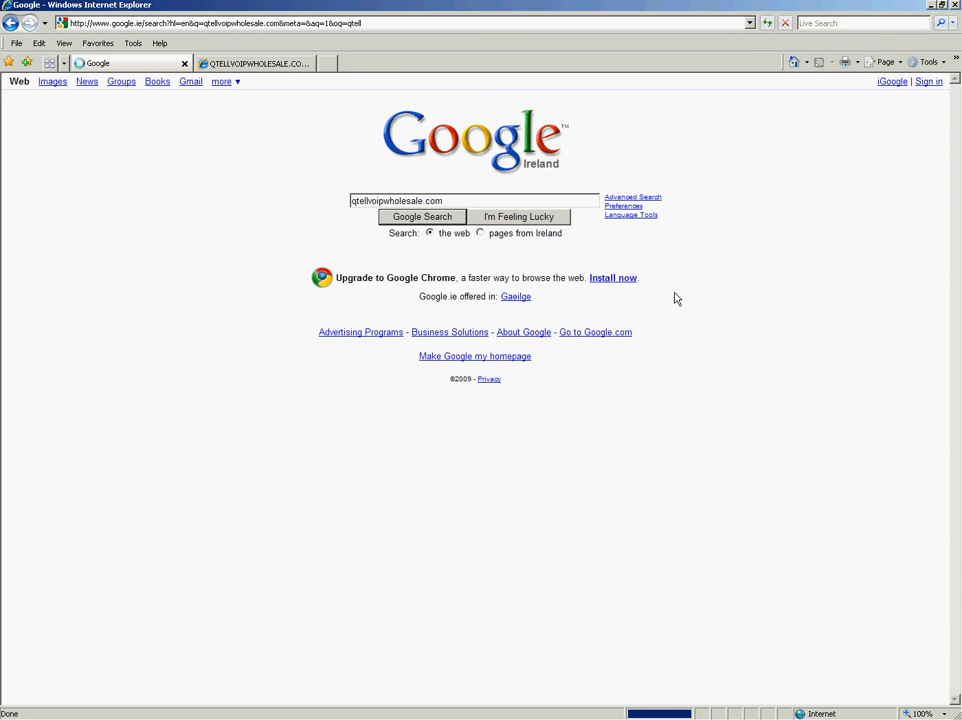 Google - Windows Internet Explorer
http://www.google.ie/search?hl=en&q=qtellvoipwholesale.com&meta=&aq=1&oq=qtell
Live Search
File Edit View Favorites Tools Help
Google QTELLVOIPWHOLESALE.CO... Page Tools
Web Images News Groups Books Gmail more ▼ iGoogle | Sign in
Google™
Ireland
qtellvoipwholesale.com
Advanced Search
Preferences
Language Tools
Google Search I'm Feeling Lucky
Search: the web pages from Ireland
Upgrade to Google Chrome, a faster way to browse the web. Install now.
Google.ie offered in: Gaeilge
Advertising Programs - Business Solutions - About Google - Go to Google.com
Make Google my homepage
©2009 - Privacy
Done Internet 100%